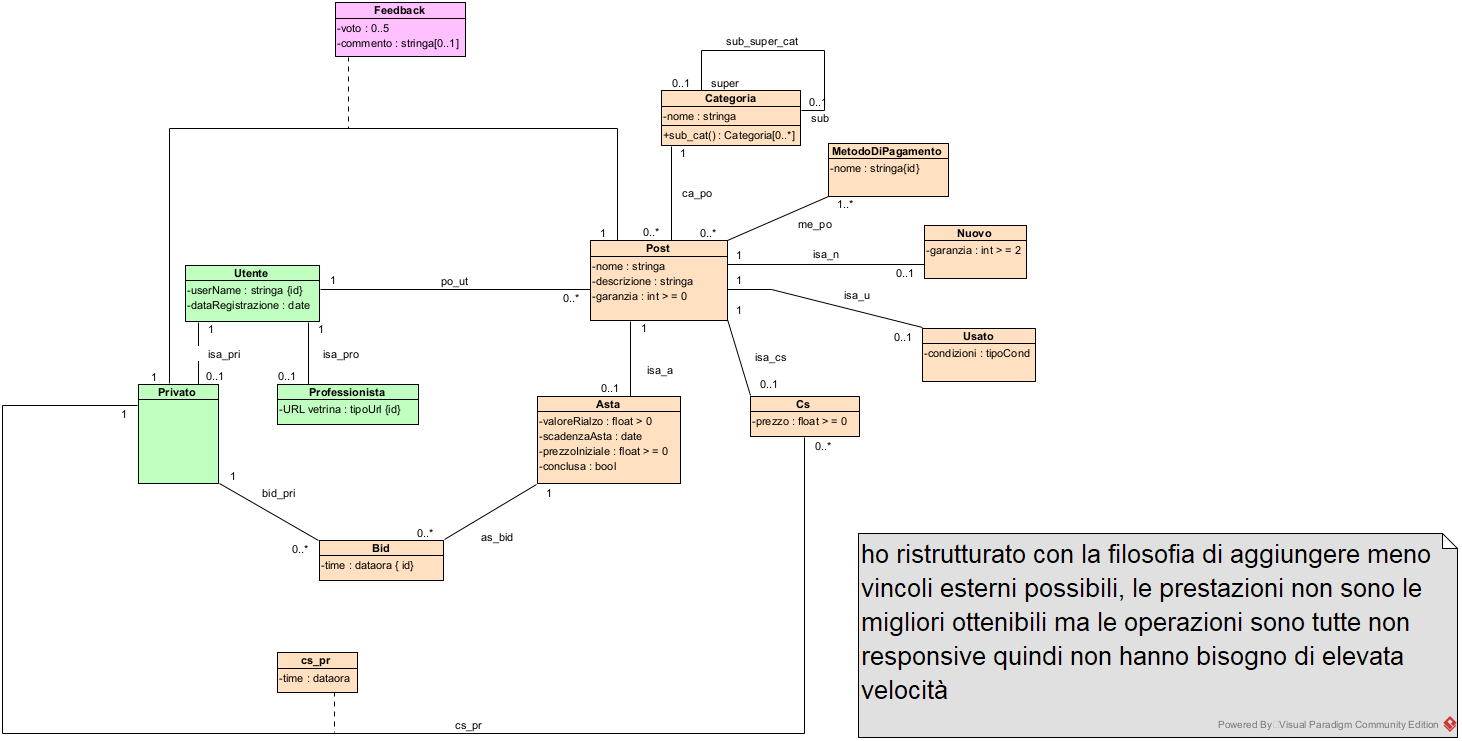 Feedback
-voto : 0..5
-commento : stringa[0..1]
sub_super_cat
0..1
super
Categoria
-nome : stringa
+sub_cat() : Categoria[0..*]
0..1
sub
1
ca_po
MetodoDiPagamento
-nome : stringa{id}
1..*
me_po
1
0..*
0..*
Post
-nome : stringa
-descrizione : stringa
-garanzia : int > = 0
1
isa_n
0..1
Nuovo
-garanzia : int > = 2
Utente
-userName : stringa {id}
-dataRegistrazione : date
1
po_ut
0..*
1
isa_u
0..1
Usato
-condizioni : tipoCond
1
isa_cs
0..1
1
isa_pri
0..1
1
isa_pro
0..1
1
isa_a
0..1
1
Privato
1
Professionista
-URL vetrina : tipoUrl {id}
Asta
-valoreRialzo : float > 0
-scadenzaAsta : date
-prezzoIniziale : float > = 0
-conclusa : bool
Cs
-prezzo : float > = 0
0..*
1
bid_pri
0..*
1
as_bid
0..*
Bid
-time : dataora { id}
cs_pr
-time : dataora
cs_pr
ho ristrutturato con la filosofia di aggiungere meno
vincoli esterni possibili, le prestazioni non sono le
migliori ottenibili ma le operazioni sono tutte non
responsive quindi non hanno bisogno di elevata
velocità
Powered By Visual Paradigm Community Edition